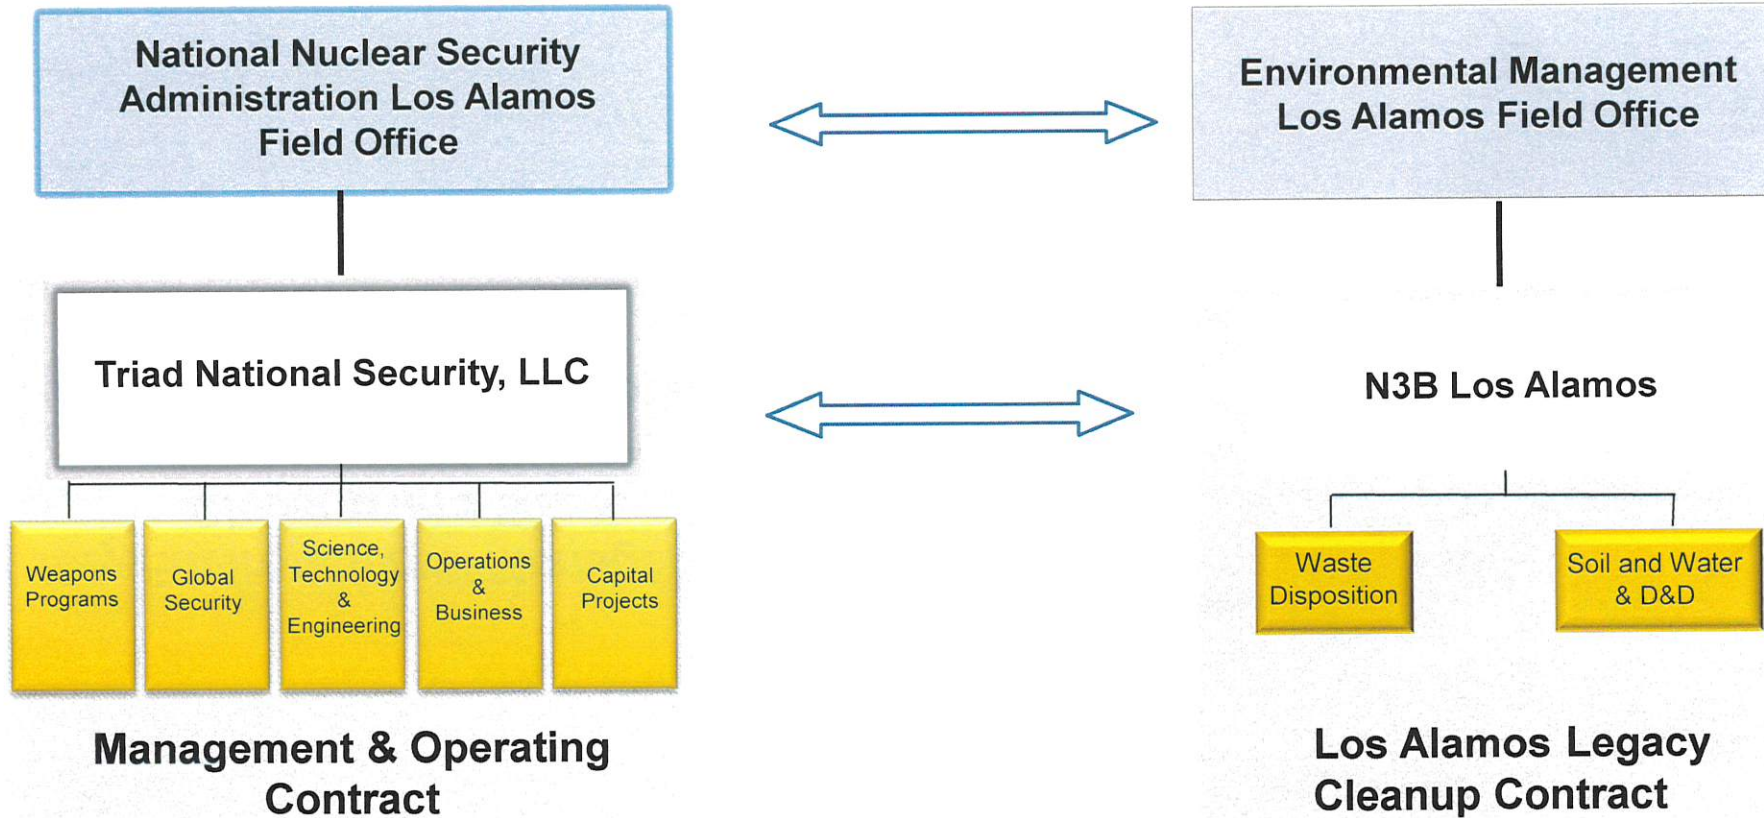 National Nuclear Security
Administration Los Alamos
Field Office
Environmental Management
Los Alamos Field Office
Triad National Security, LLC
N3B Los Alamos
Weapons
Programs
Global
Security
Science,
Technology
&
Engineering
Operations
&
Business
Capital
Projects
Waste
Disposition
Soil and Water
& D&D
Management & Operating
Contract
Los Alamos Legacy
Cleanup Contract